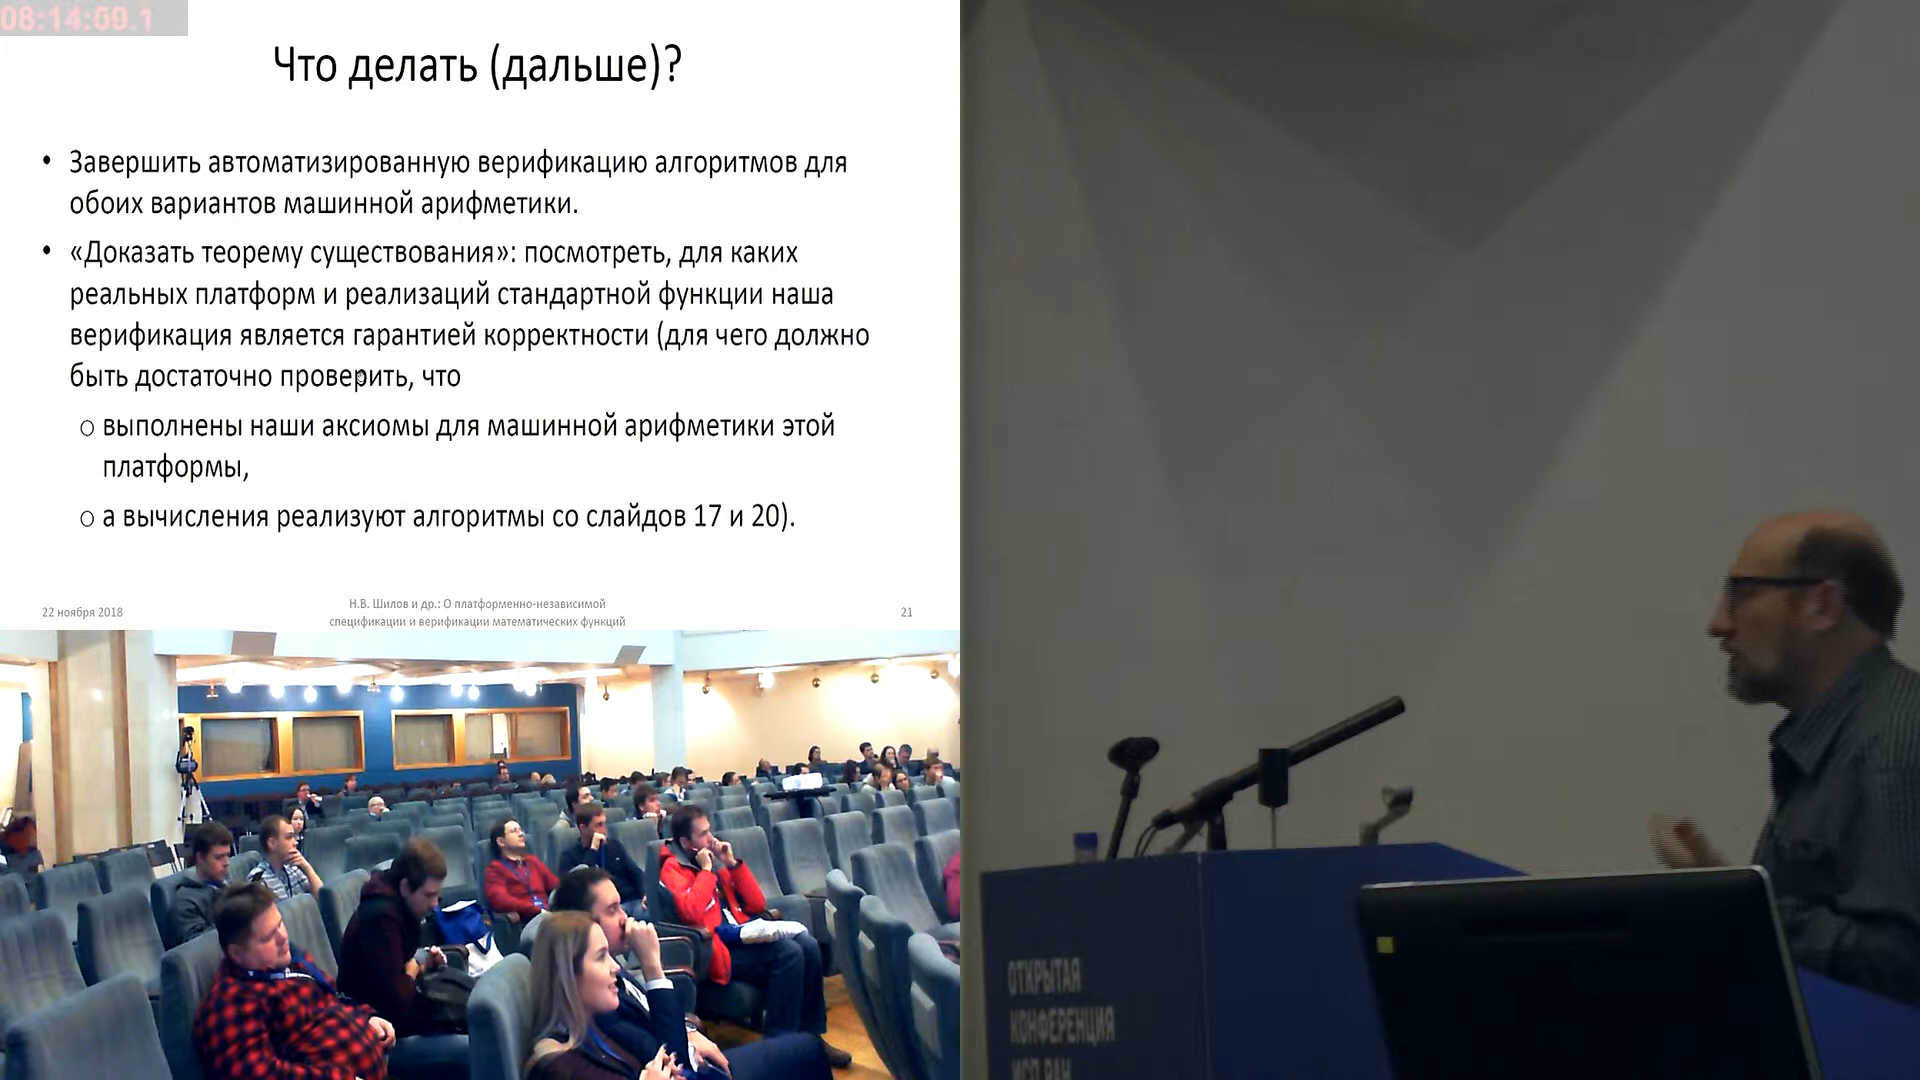 08:14:59.1
Что делать (дальше)?
• Завершить автоматизированную верификацию алгоритмов для
обоих вариантов машинной арифметики.
• «Доказать теорему существования»: посмотреть, для каких
реальных платформ и реализаций стандартной функции наша
верификация является гарантией корректности (для чего должно
быть достаточно проверить, что
o выполнены наши аксиомы для машинной арифметики этой
платформы,
o а вычисления реализуют алгоритмы со слайдов 17 и 20).
22 ноября 2018
Н.В. Шилов и др.: О платформенно-независимой
спецификации и верификации математических функций
21
ОТКРЫТАЯ
КОНФЕРЕНЦИЯ
ИСП РАН